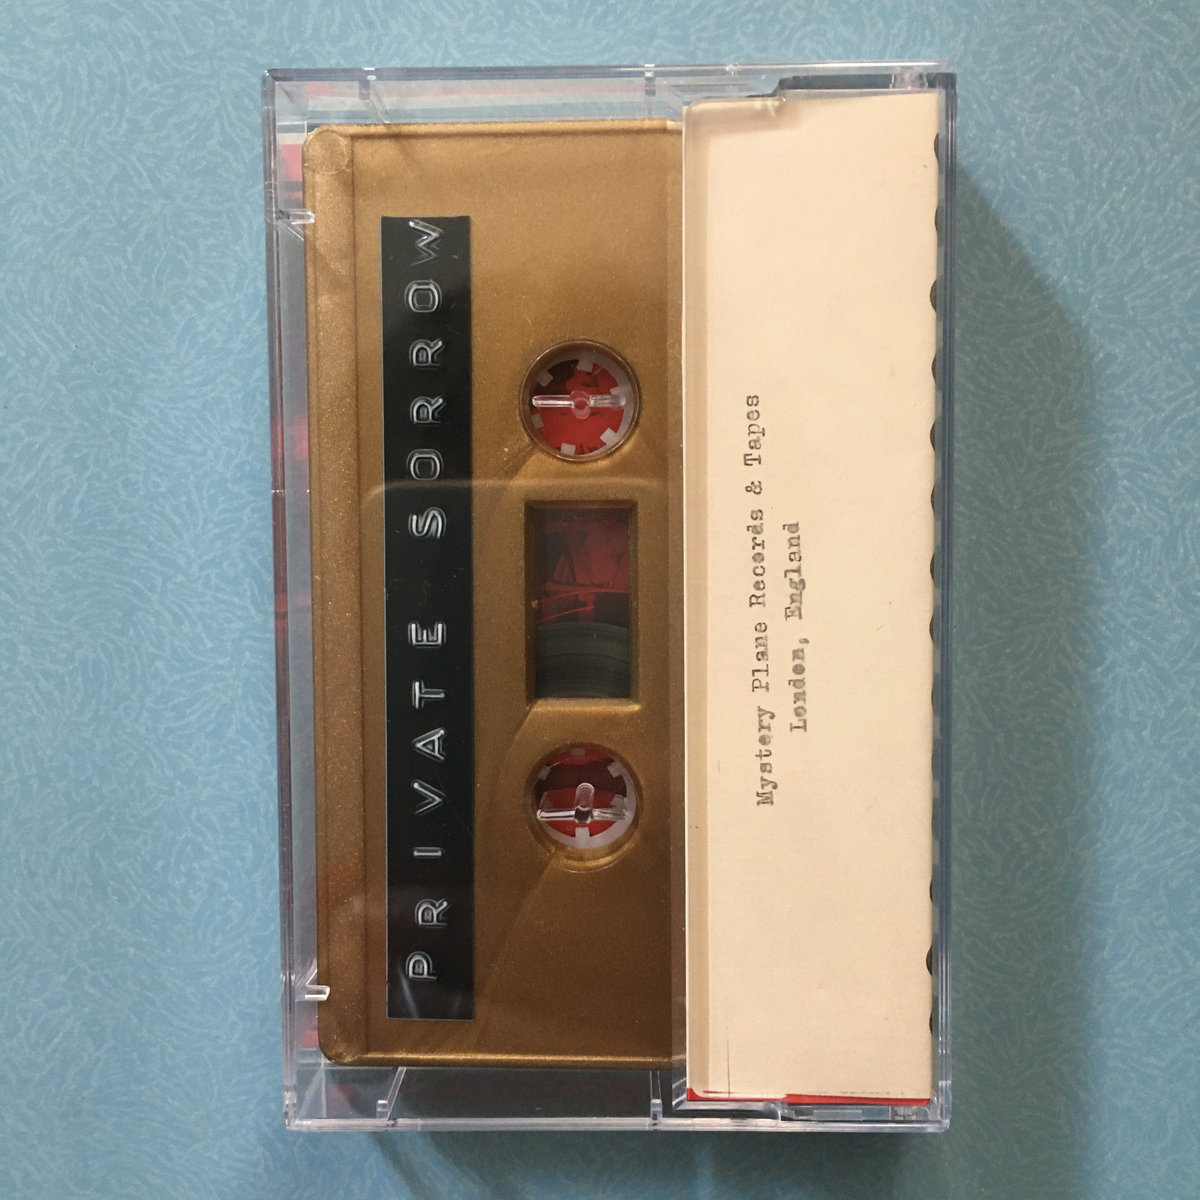 PRIVATE SORROW
Mystery Plane Records & Tapes
London, England